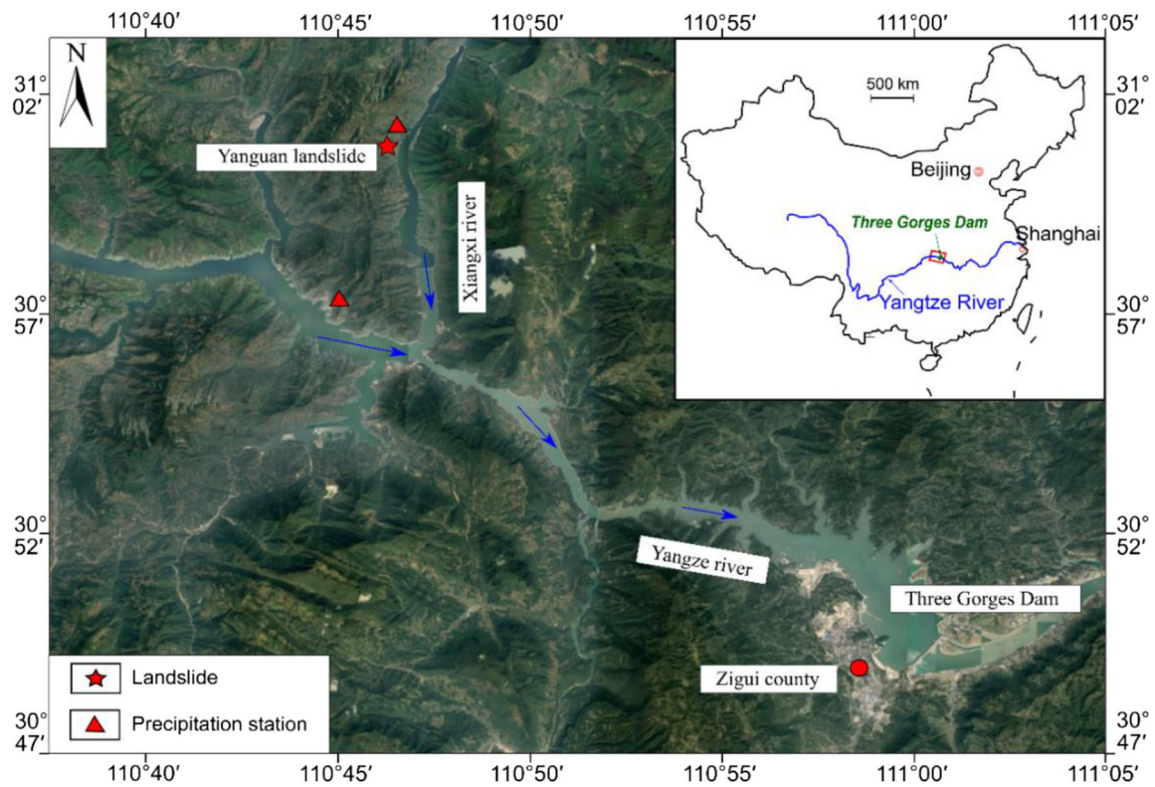 110°40′ 110°45′ 110°50′ 110°55′ 111°00′ 111°05′
N
31°
02′
31°
02′
500 km
Beijing
Yanguan landslide
Xiangxi river
Three Gorges Dam
Shanghai
Yangtze River
30°
57′
30°
57′
30°
52′
30°
52′
Yangze river
Three Gorges Dam
Zigui county
Landslide
Precipitation station
30°
47′
30°
47′
110°40′ 110°45′ 110°50′ 110°55′ 111°00′ 111°05′